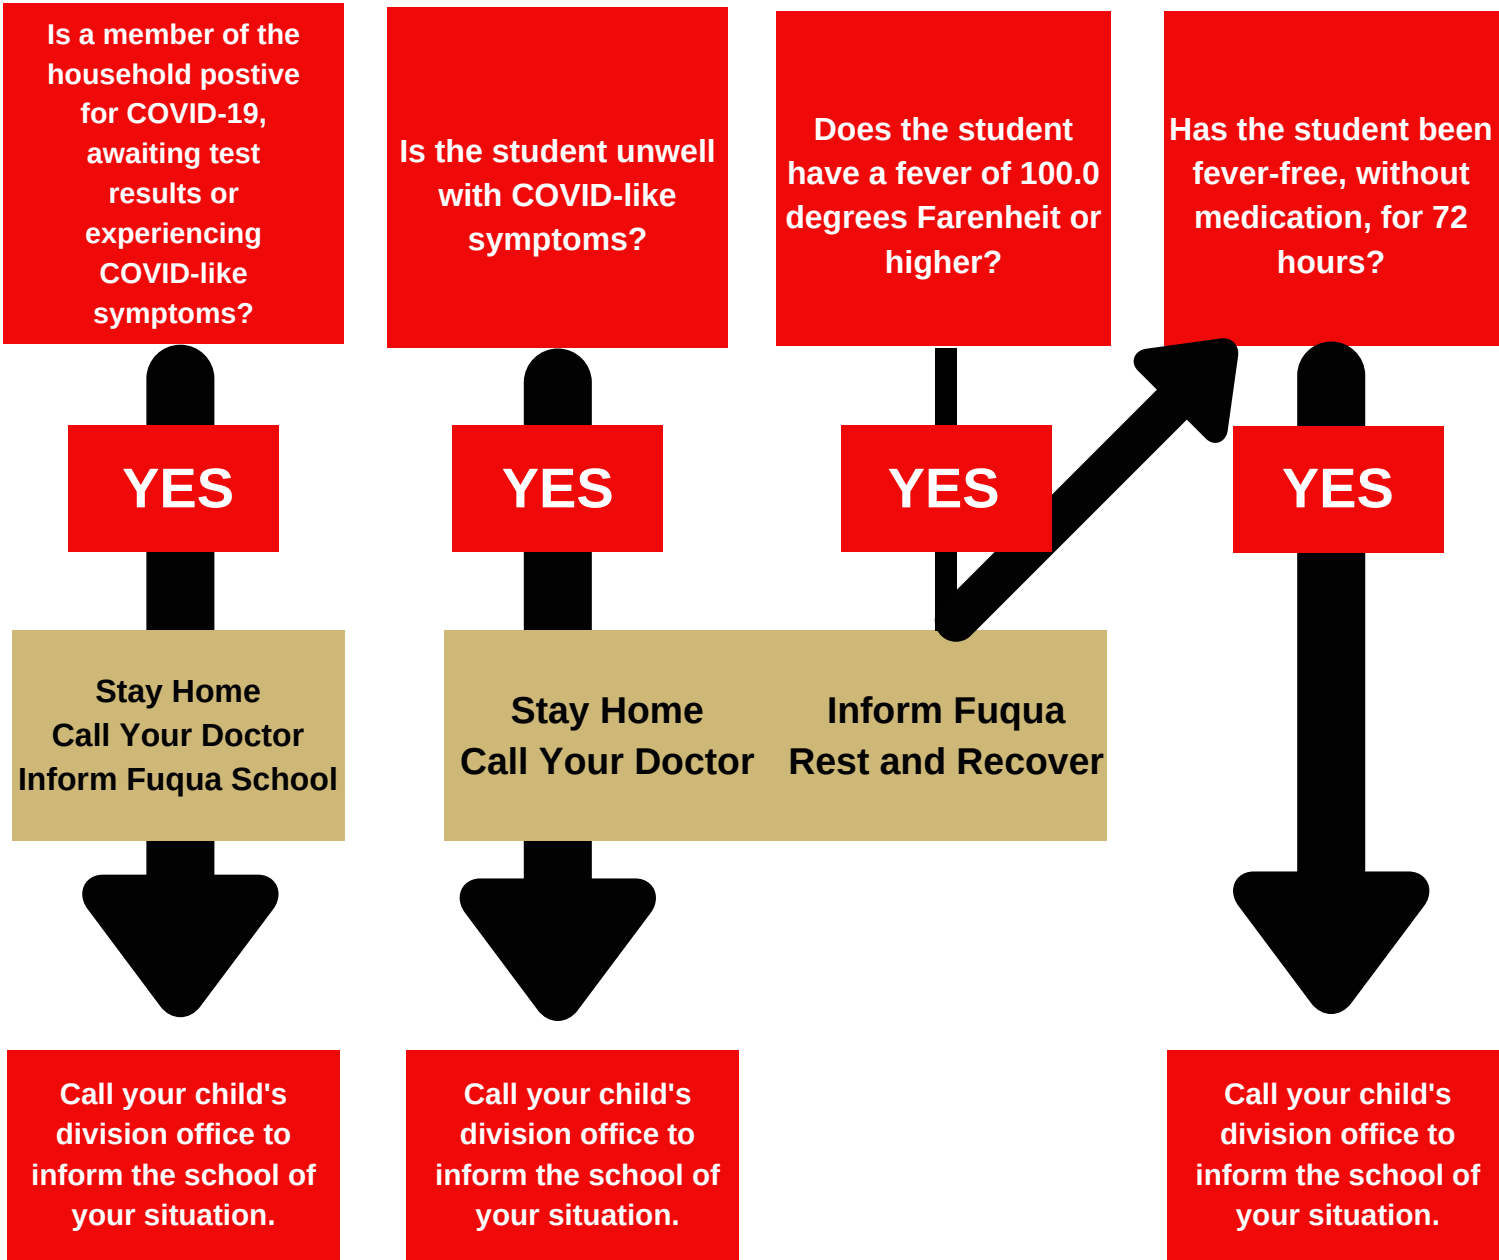 Is a member of the
household postive
for COVID-19,
awaiting test
results or
experiencing
COVID-like
symptoms?
Is the student unwell
with COVID-like
symptoms?
Does the student
have a fever of 100.0
degrees Farenheit or
higher?
Has the student been
fever-free, without
medication, for 72
hours?
YES
YES
YES
YES
Stay Home
Call Your Doctor
Inform Fuqua School
Stay Home
Call Your Doctor
Inform Fuqua
Rest and Recover
Call your child's
division office to
inform the school of
your situation.
Call your child's
division office to
inform the school of
your situation.
Call your child's
division office to
inform the school of
your situation.